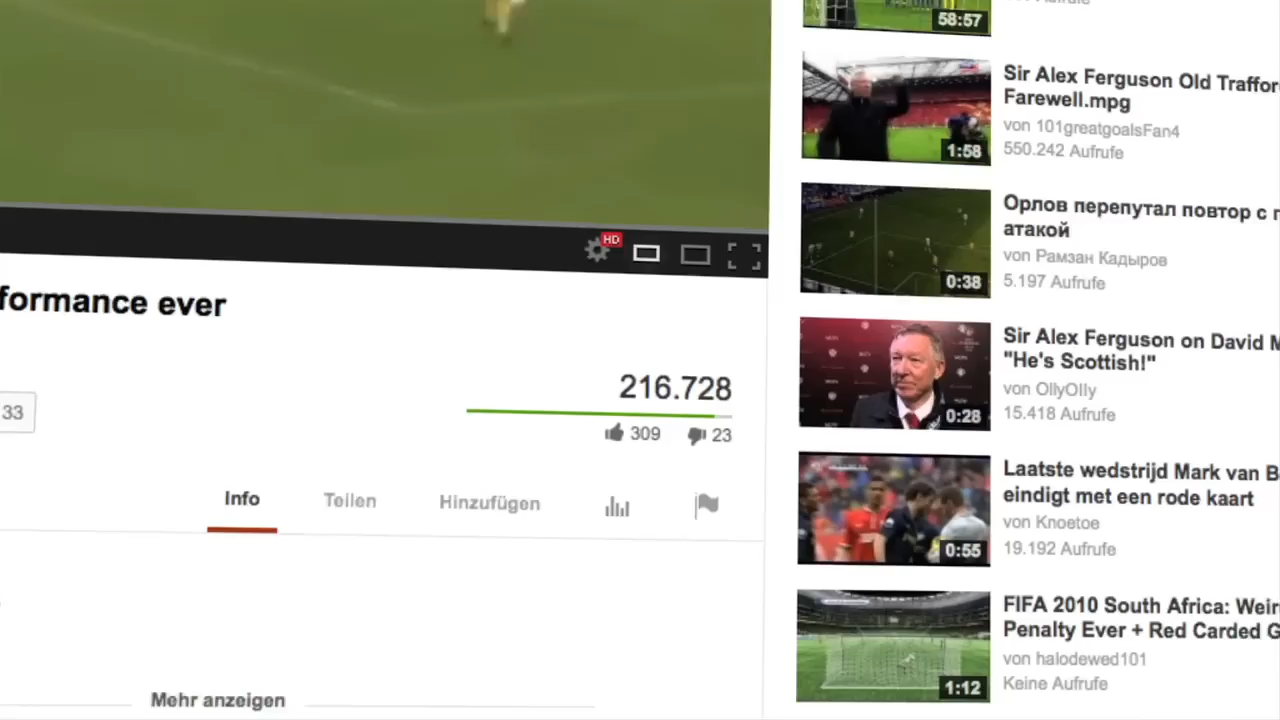 58:57
Aufrufe
Sir Alex Ferguson Old Traffor
Farewell.mpg
von 101greatgoalsFan4
550.242 Aufrufe
1:58
Орлов перепутал повтор с
атакой
von Рамзан Кадыров
5.197 Aufrufe
0:38
HD
formance ever
Sir Alex Ferguson on David M
"He's Scottish!"
von OllyOlly
15.418 Aufrufe
0:28
216.728
33
309 23
Info Teilen Hinzufügen
Laatste wedstrijd Mark van B
eindigt met een rode kaart
von Knoetoe
19.192 Aufrufe
0:55
FIFA 2010 South Africa: Weir
Penalty Ever + Red Carded G
von halodewed101
Keine Aufrufe
1:12
Mehr anzeigen